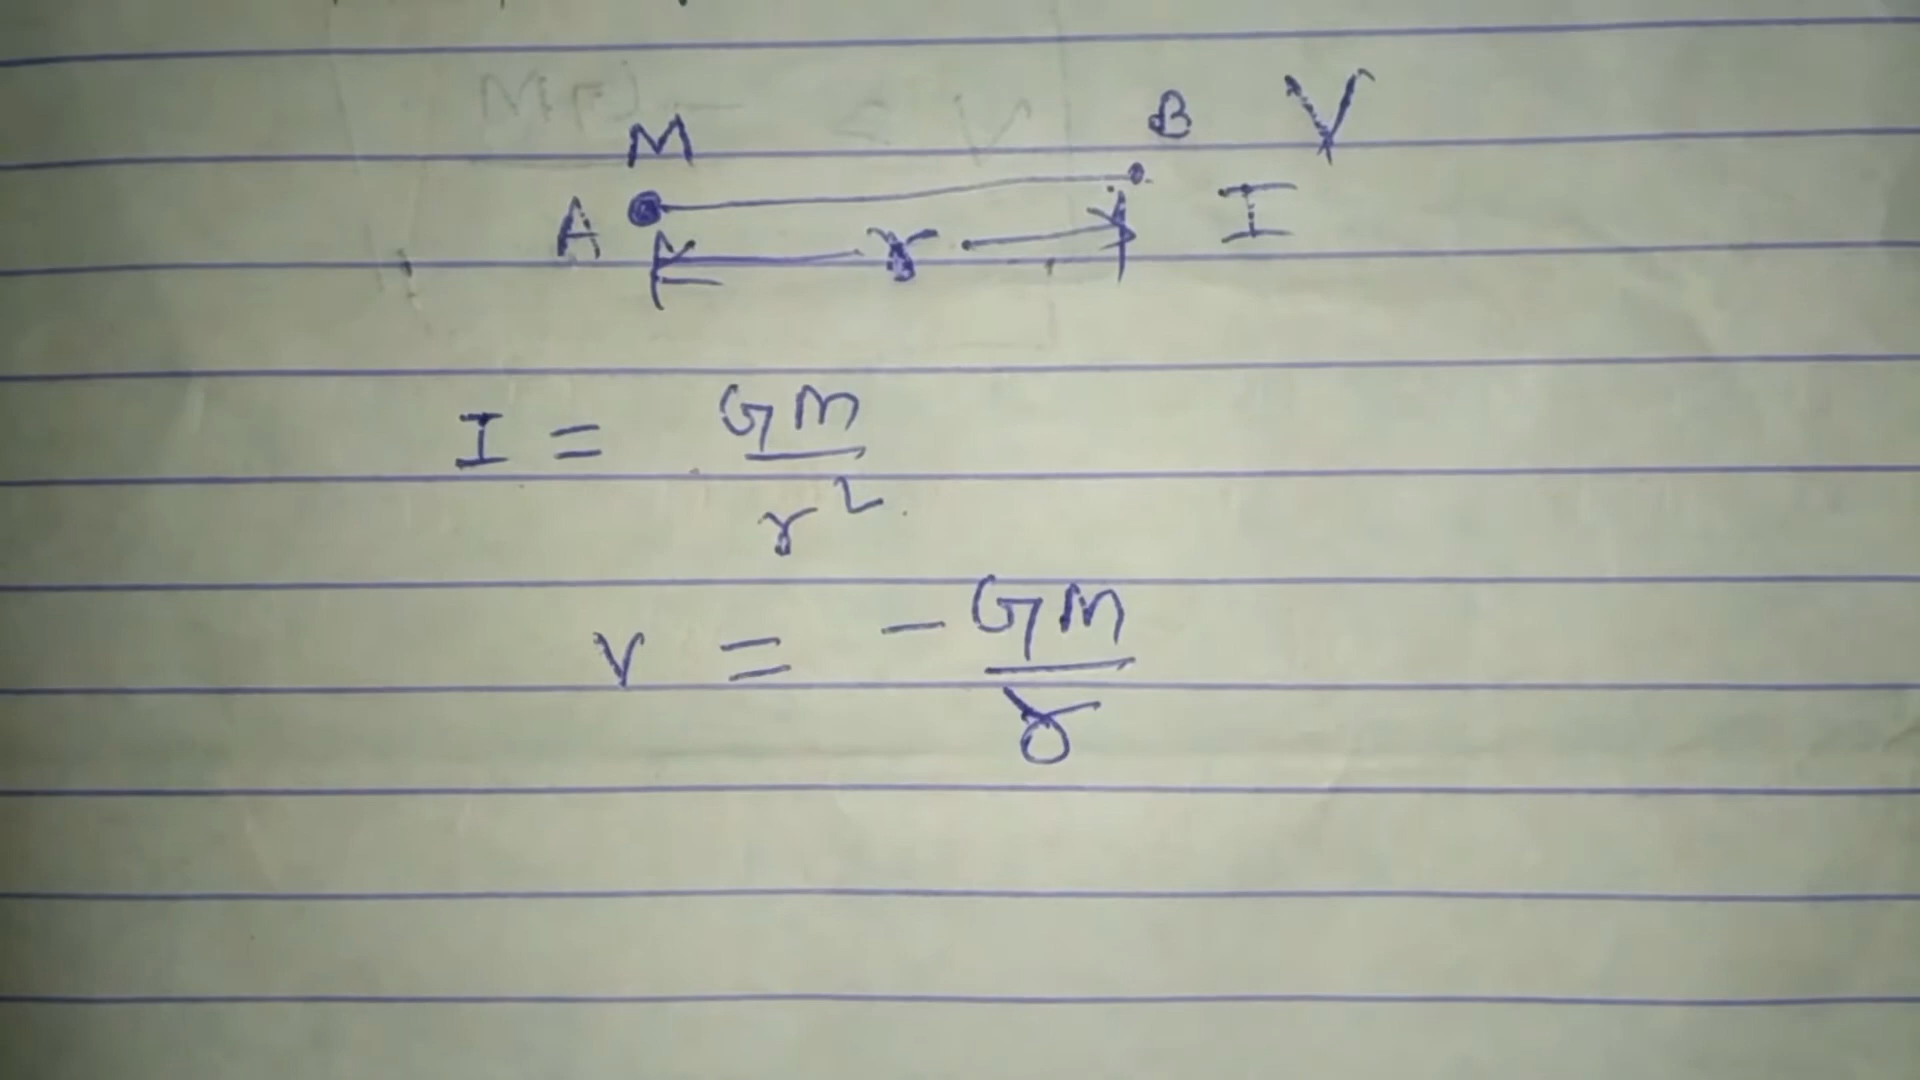 M B V
A r I
I = GM / r²
V = - GM / r